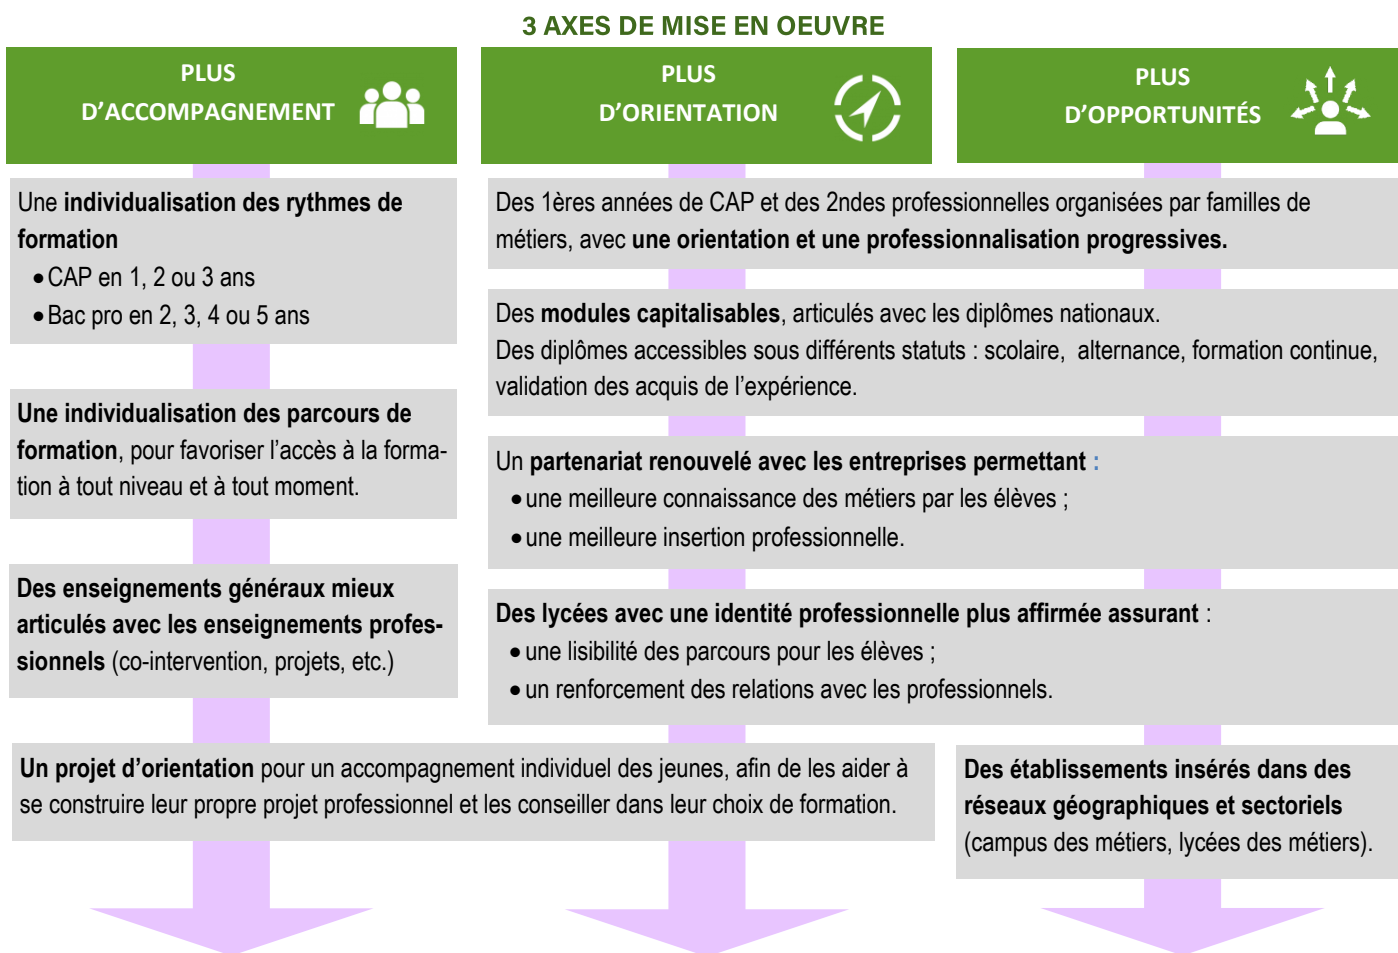 3 AXES DE MISE EN OEUVRE
PLUS
D'ACCOMPAGNEMENT
PLUS
D'ORIENTATION
PLUS
D'OPPORTUNITÉS
Une individualisation des rythmes de
formation
• CAP en 1, 2 ou 3 ans
• Bac pro en 2, 3, 4 ou 5 ans
Une individualisation des parcours de
formation, pour favoriser l'accès à la forma-
tion à tout niveau et à tout moment.
Des enseignements généraux mieux
articulés avec les enseignements profes-
sionnels (co-intervention, projets, etc.)
Des 1ères années de CAP et des 2ndes professionnelles organisées par familles de
métiers, avec une orientation et une professionnalisation progressives.
Des modules capitalisables, articulés avec les diplômes nationaux.
Des diplômes accessibles sous différents statuts : scolaire, alternance, formation continue,
validation des acquis de l'expérience.
Un partenariat renouvelé avec les entreprises permettant :
• une meilleure connaissance des métiers par les élèves ;
• une meilleure insertion professionnelle.
Des lycées avec une identité professionnelle plus affirmée assurant :
• une lisibilité des parcours pour les élèves ;
• un renforcement des relations avec les professionnels.
Un projet d'orientation pour un accompagnement individuel des jeunes, afin de les aider à
se construire leur propre projet professionnel et les conseiller dans leur choix de formation.
Des établissements insérés dans des
réseaux géographiques et sectoriels
(campus des métiers, lycées des métiers).